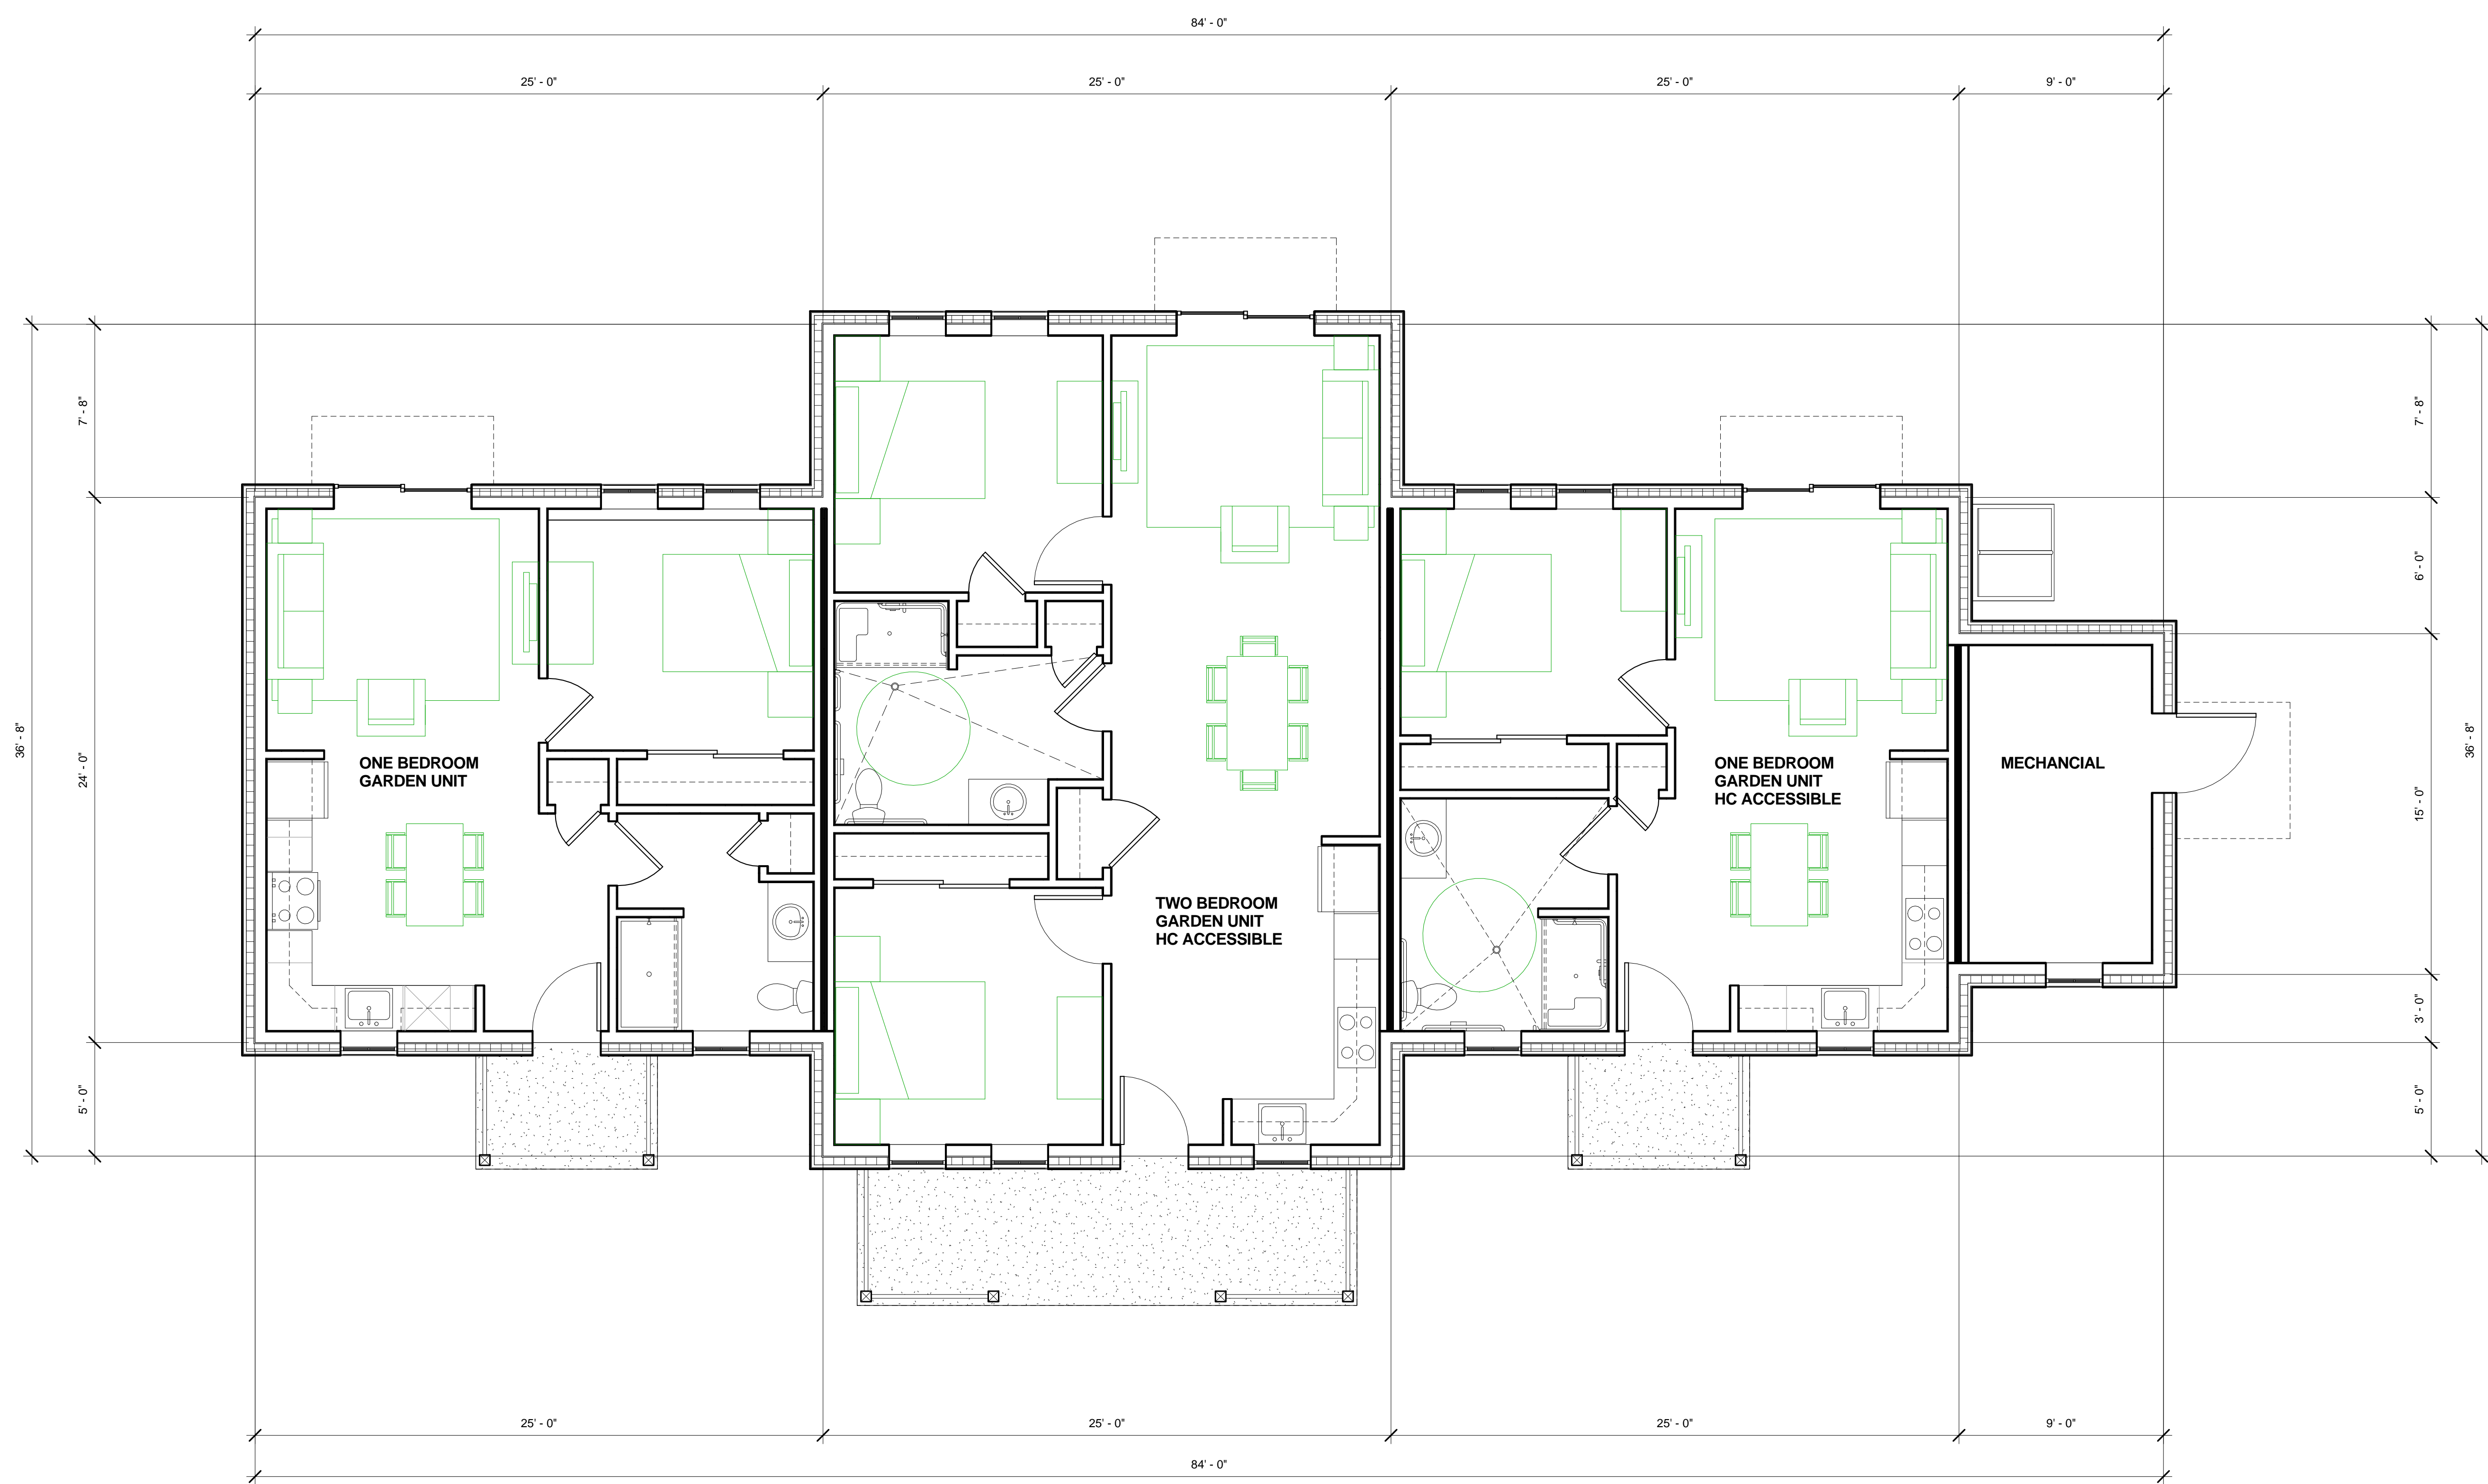 84' - 0"
25' - 0"
25' - 0"
25' - 0"
9' - 0"
7' - 8"
7' - 8"
6' - 0"
36' - 8"
24' - 0"
ONE BEDROOM
GARDEN UNIT
ONE BEDROOM
GARDEN UNIT
HC ACCESSIBLE
MECHANCIAL
15' - 0"
36' - 8"
TWO BEDROOM
GARDEN UNIT
HC ACCESSIBLE
3' - 0"
5' - 0"
5' - 0"
25' - 0"
25' - 0"
25' - 0"
9' - 0"
84' - 0"